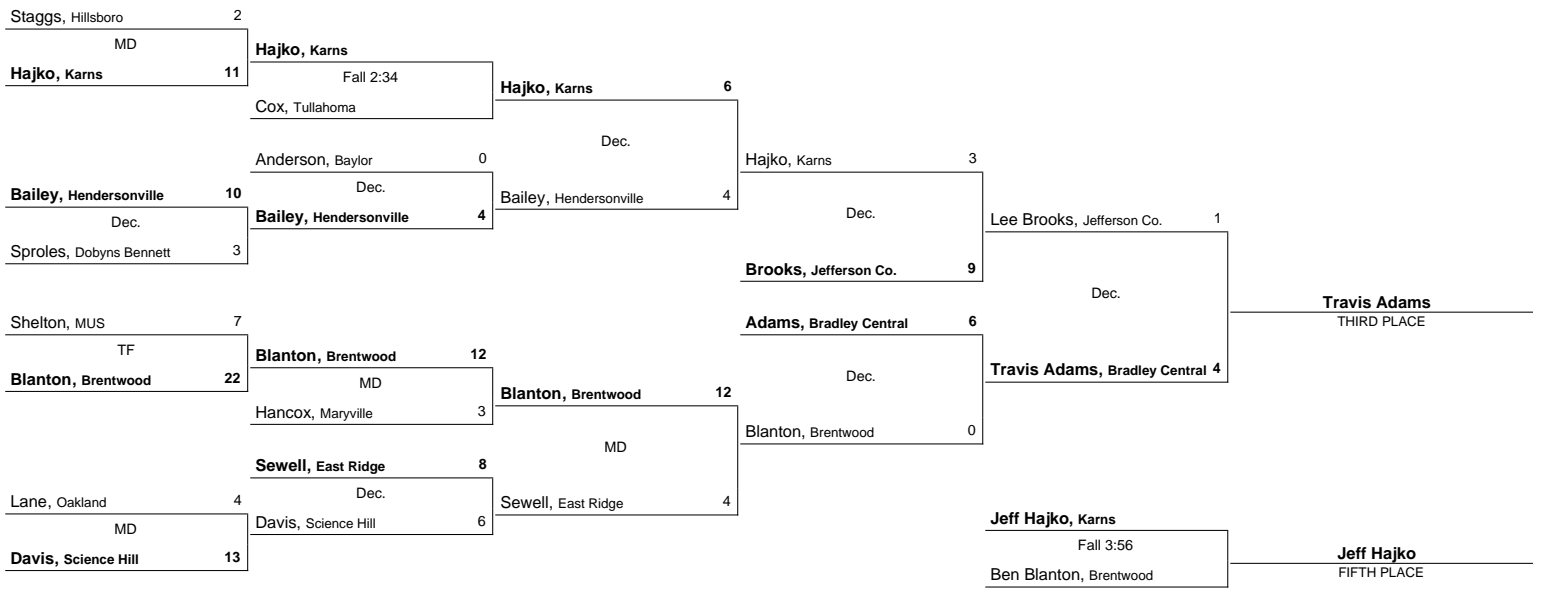 Staggs, Hillsboro 2
MD
Hajko, Karns 11
Bailey, Hendersonville 10
Dec.
Sproles, Dobyns Bennett 3
Shelton, MUS 7
TF
Blanton, Brentwood 22
Lane, Oakland 4
MD
Davis, Science Hill 13
Hajko, Karns
Fall 2:34
Cox, Tullahoma
Anderson, Baylor 0
Dec.
Bailey, Hendersonville 4
Blanton, Brentwood 12
MD
Hancox, Maryville 3
Sewell, East Ridge 8
Dec.
Davis, Science Hill 6
Hajko, Karns 6
Dec.
Bailey, Hendersonville 4
Blanton, Brentwood 12
MD
Sewell, East Ridge 4
Hajko, Karns 3
Dec.
Brooks, Jefferson Co. 9
Adams, Bradley Central 6
Dec.
Blanton, Brentwood 0
Lee Brooks, Jefferson Co. 1
Dec.
Travis Adams, Bradley Central 4
Travis Adams
THIRD PLACE
Jeff Hajko, Karns
Fall 3:56
Ben Blanton, Brentwood
Jeff Hajko
FIFTH PLACE